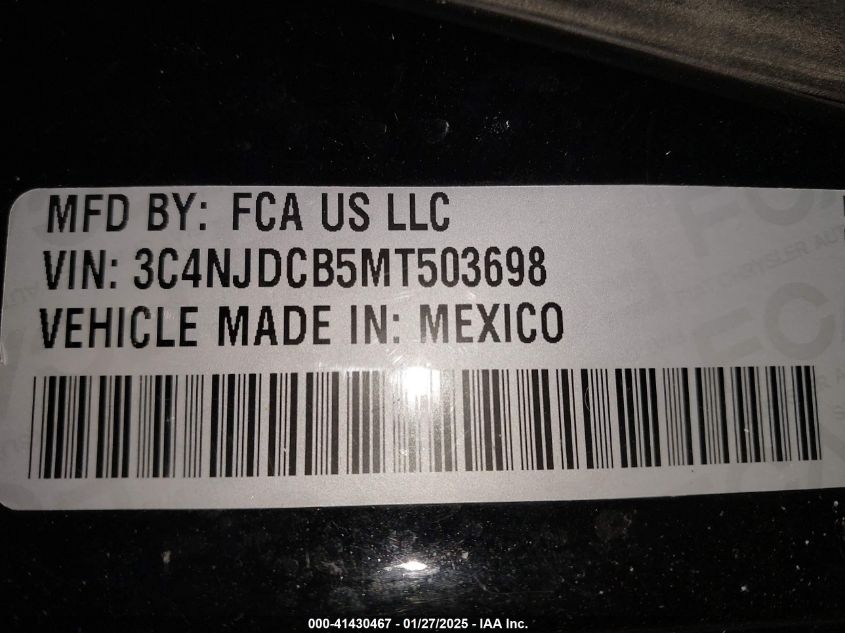 MFD BY: FCA US LLC
VIN: 3C4NJDCB5MT503698
VEHICLE MADE IN: MEXICO
000-41430467 - 01/27/2025 - IAA Inc.